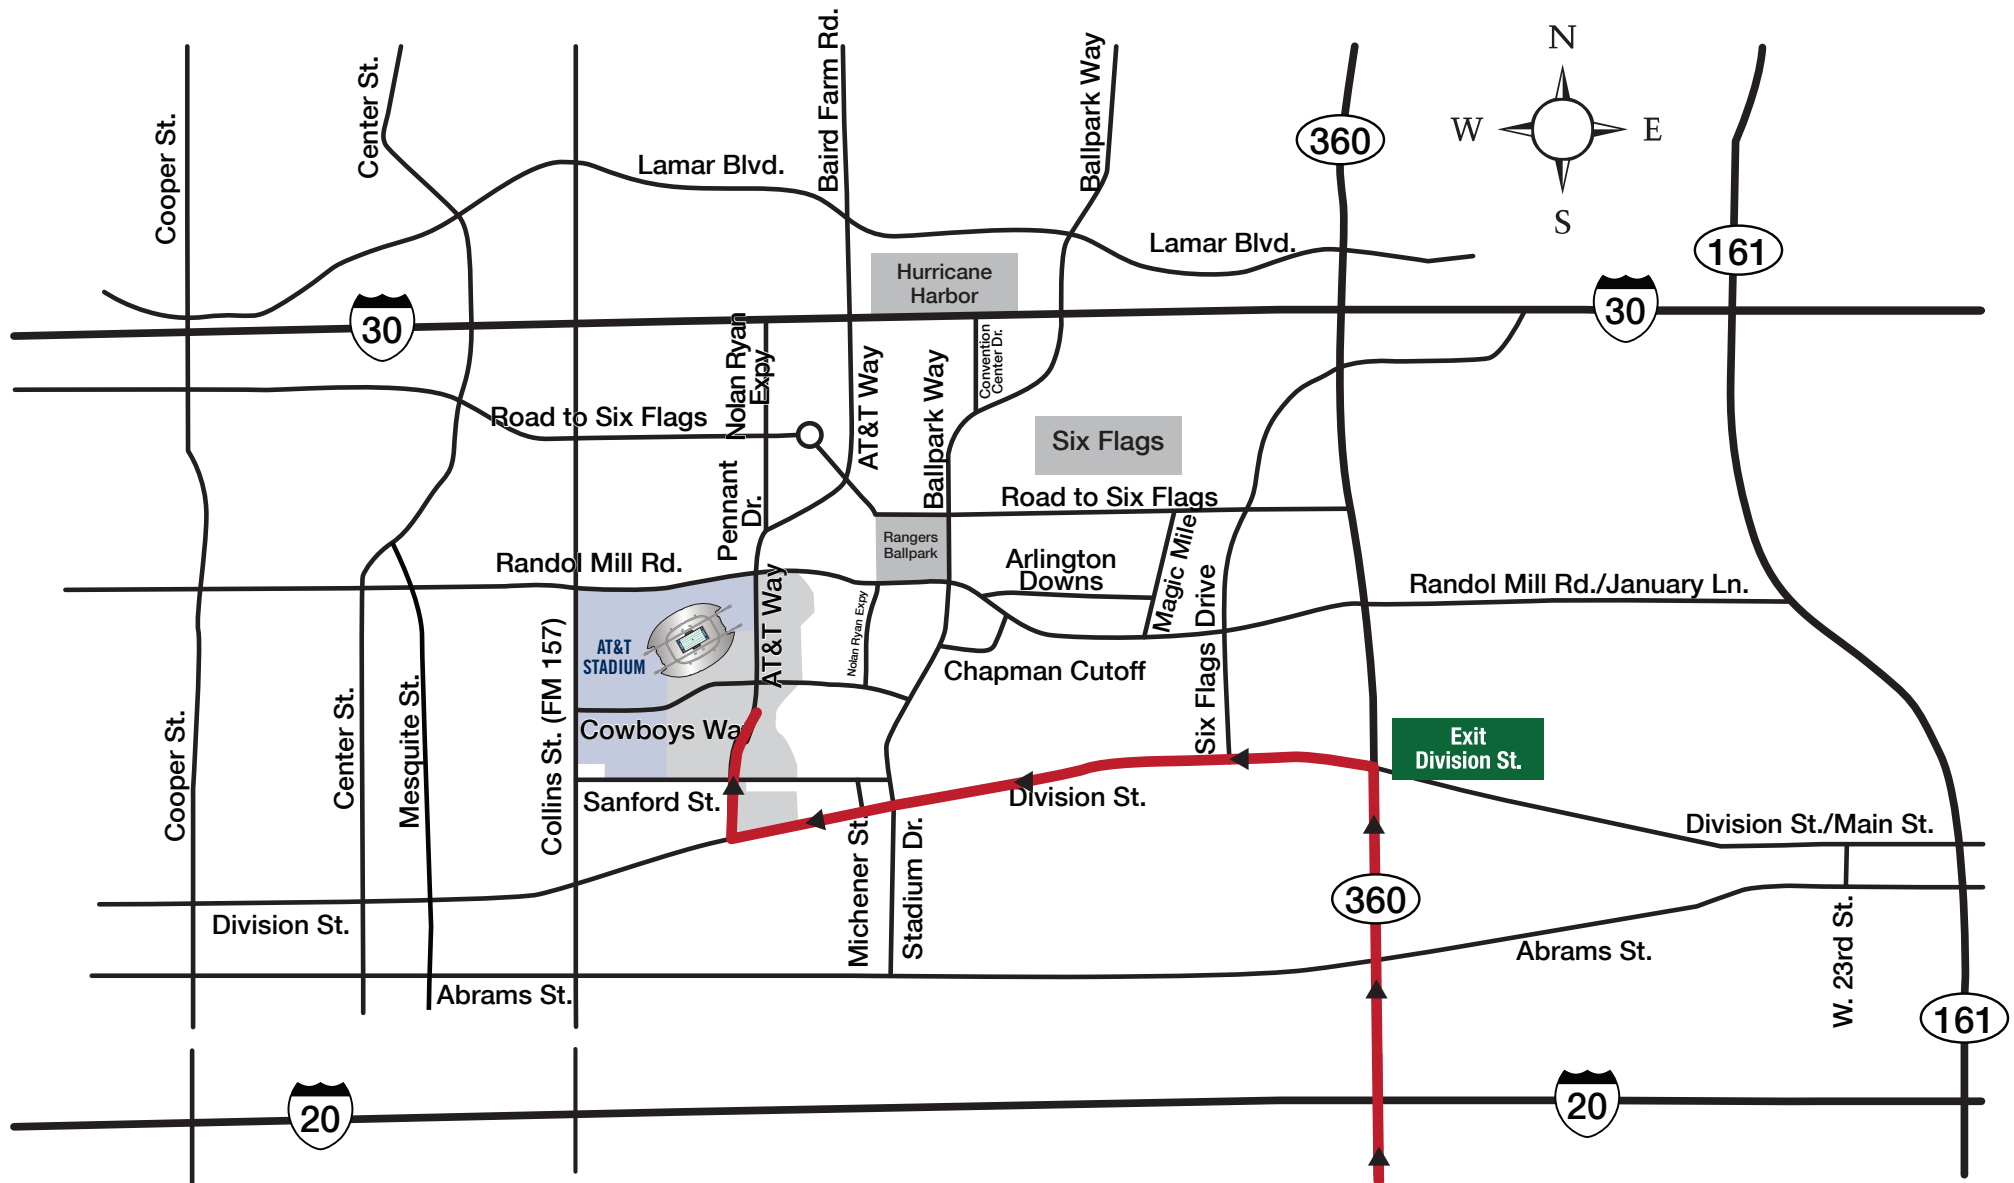 N
W
E
S
Cooper St.
Center St.
Baird Farm Rd.
Ballpark Way
360
161
Lamar Blvd.
Lamar Blvd.
Hurricane
Harbor
30
30
Nolan Ryan
Expy
Convention
Center Dr.
AT&T Way
Ballpark Way
Road to Six Flags
Six Flags
Pennant
Dr.
Road to Six Flags
Rangers
Ballpark
Magic Mile
Arlington
Downs
Randol Mill Rd.
Randol Mill Rd./January Ln.
AT&T Way
Nolan Ryan Expy
Six Flags Drive
AT&T
STADIUM
Chapman Cutoff
Collins St. (FM 157)
Cooper St.
Center St.
Mesquite St.
Cowboys Way
Exit
Division St.
Sanford St.
Division St.
Division St./Main St.
Michener St.
Stadium Dr.
360
Division St.
Abrams St.
W. 23rd St.
Abrams St.
161
20
20